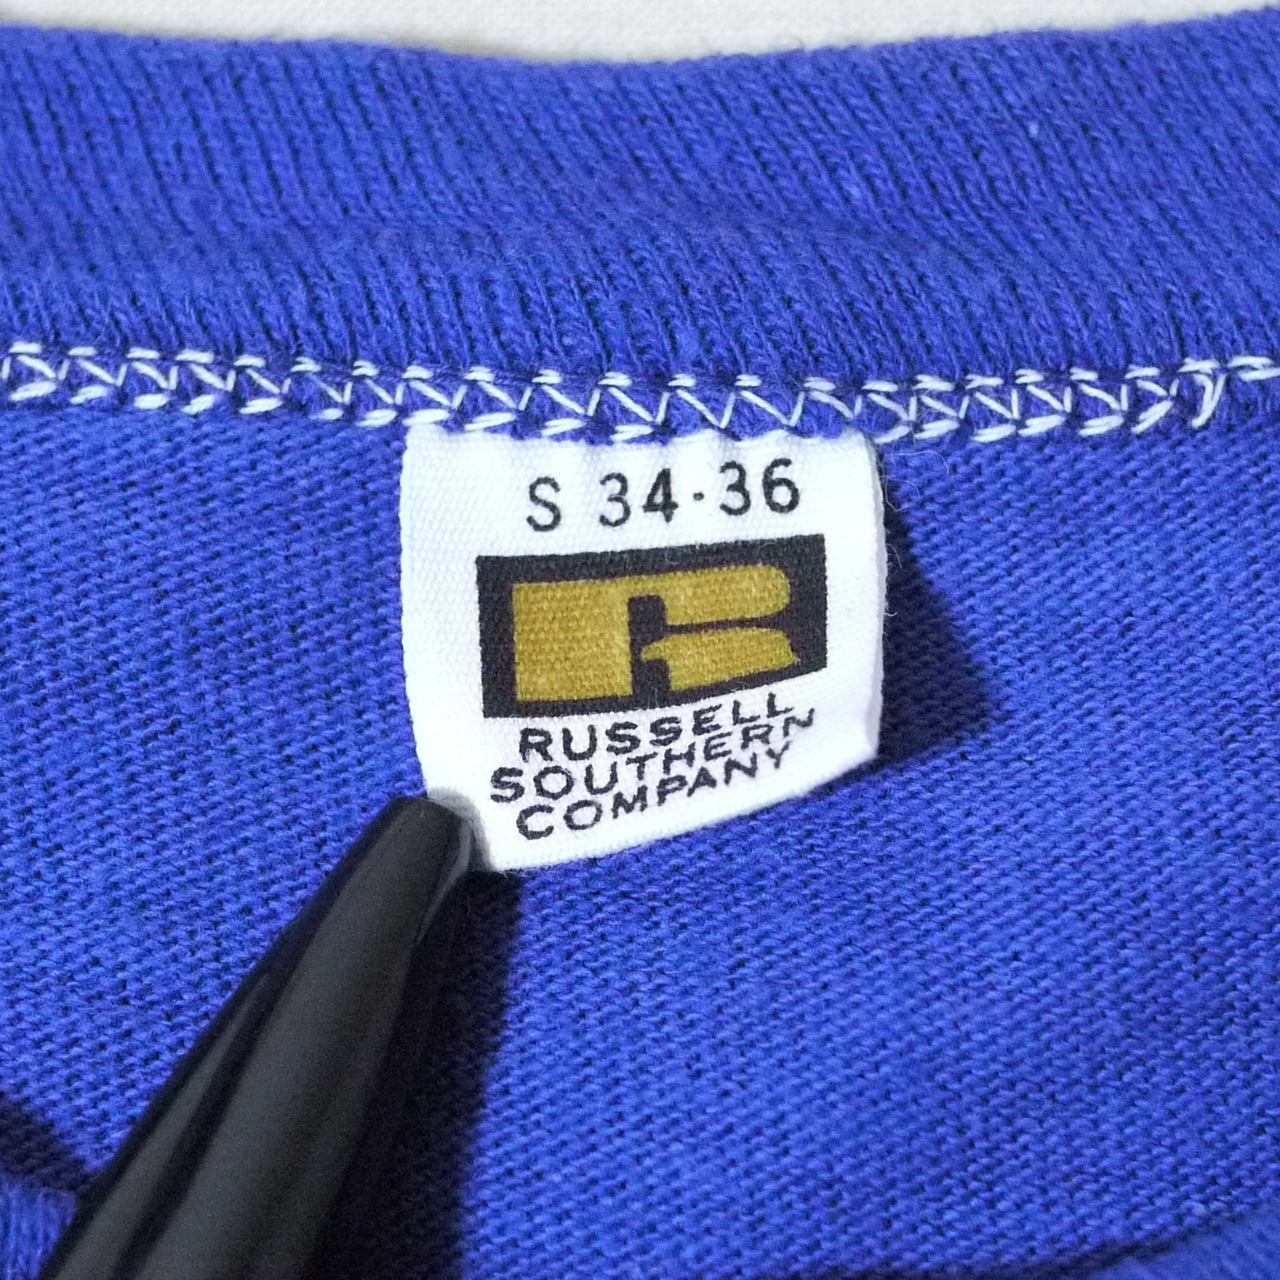 S 34-36
R
RUSSELL
SOUTHERN
COMPANY